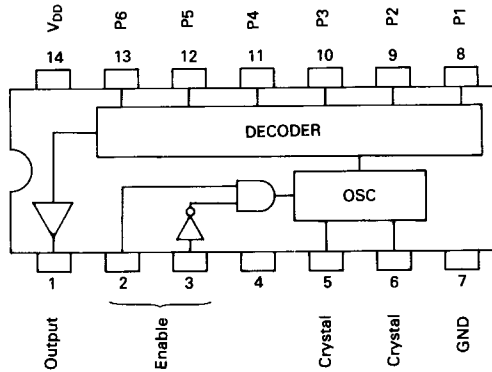 VDD P6 P5 P4 P3 P2 P1
14 13 12 11 10 9 8
DECODER
OSC
1 2 3 4 5 6 7
Output Enable Crystal Crystal GND